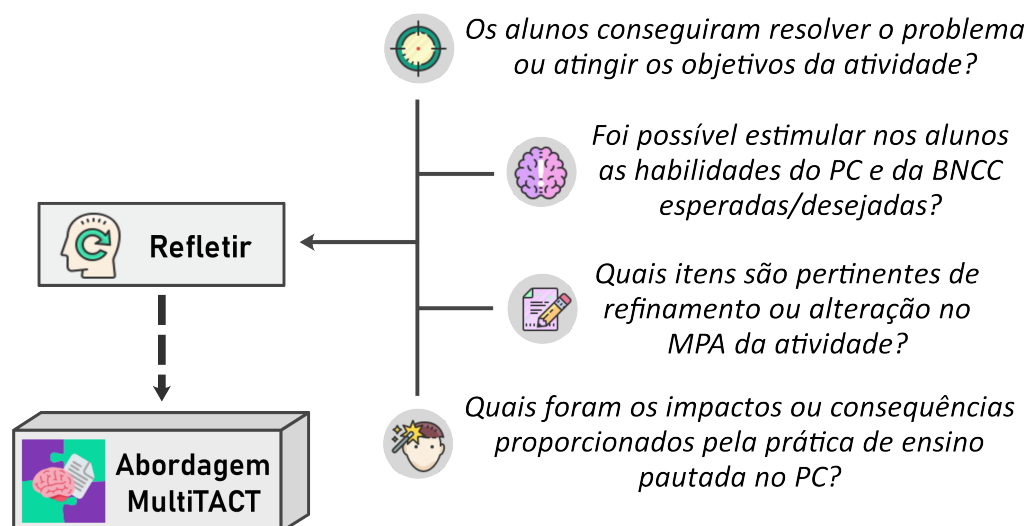 Os alunos conseguiram resolver o problema
ou atingir os objetivos da atividade?
Foi possível estimular nos alunos
as habilidades do PC e da BNCC
esperadas/desejadas?
Refletir
Quais itens são pertinentes de
refinamento ou alteração no
MPA da atividade?
Quais foram os impactos ou consequências
proporcionados pela prática de ensino
pautada no PC?
Abordagem
MultiTACT